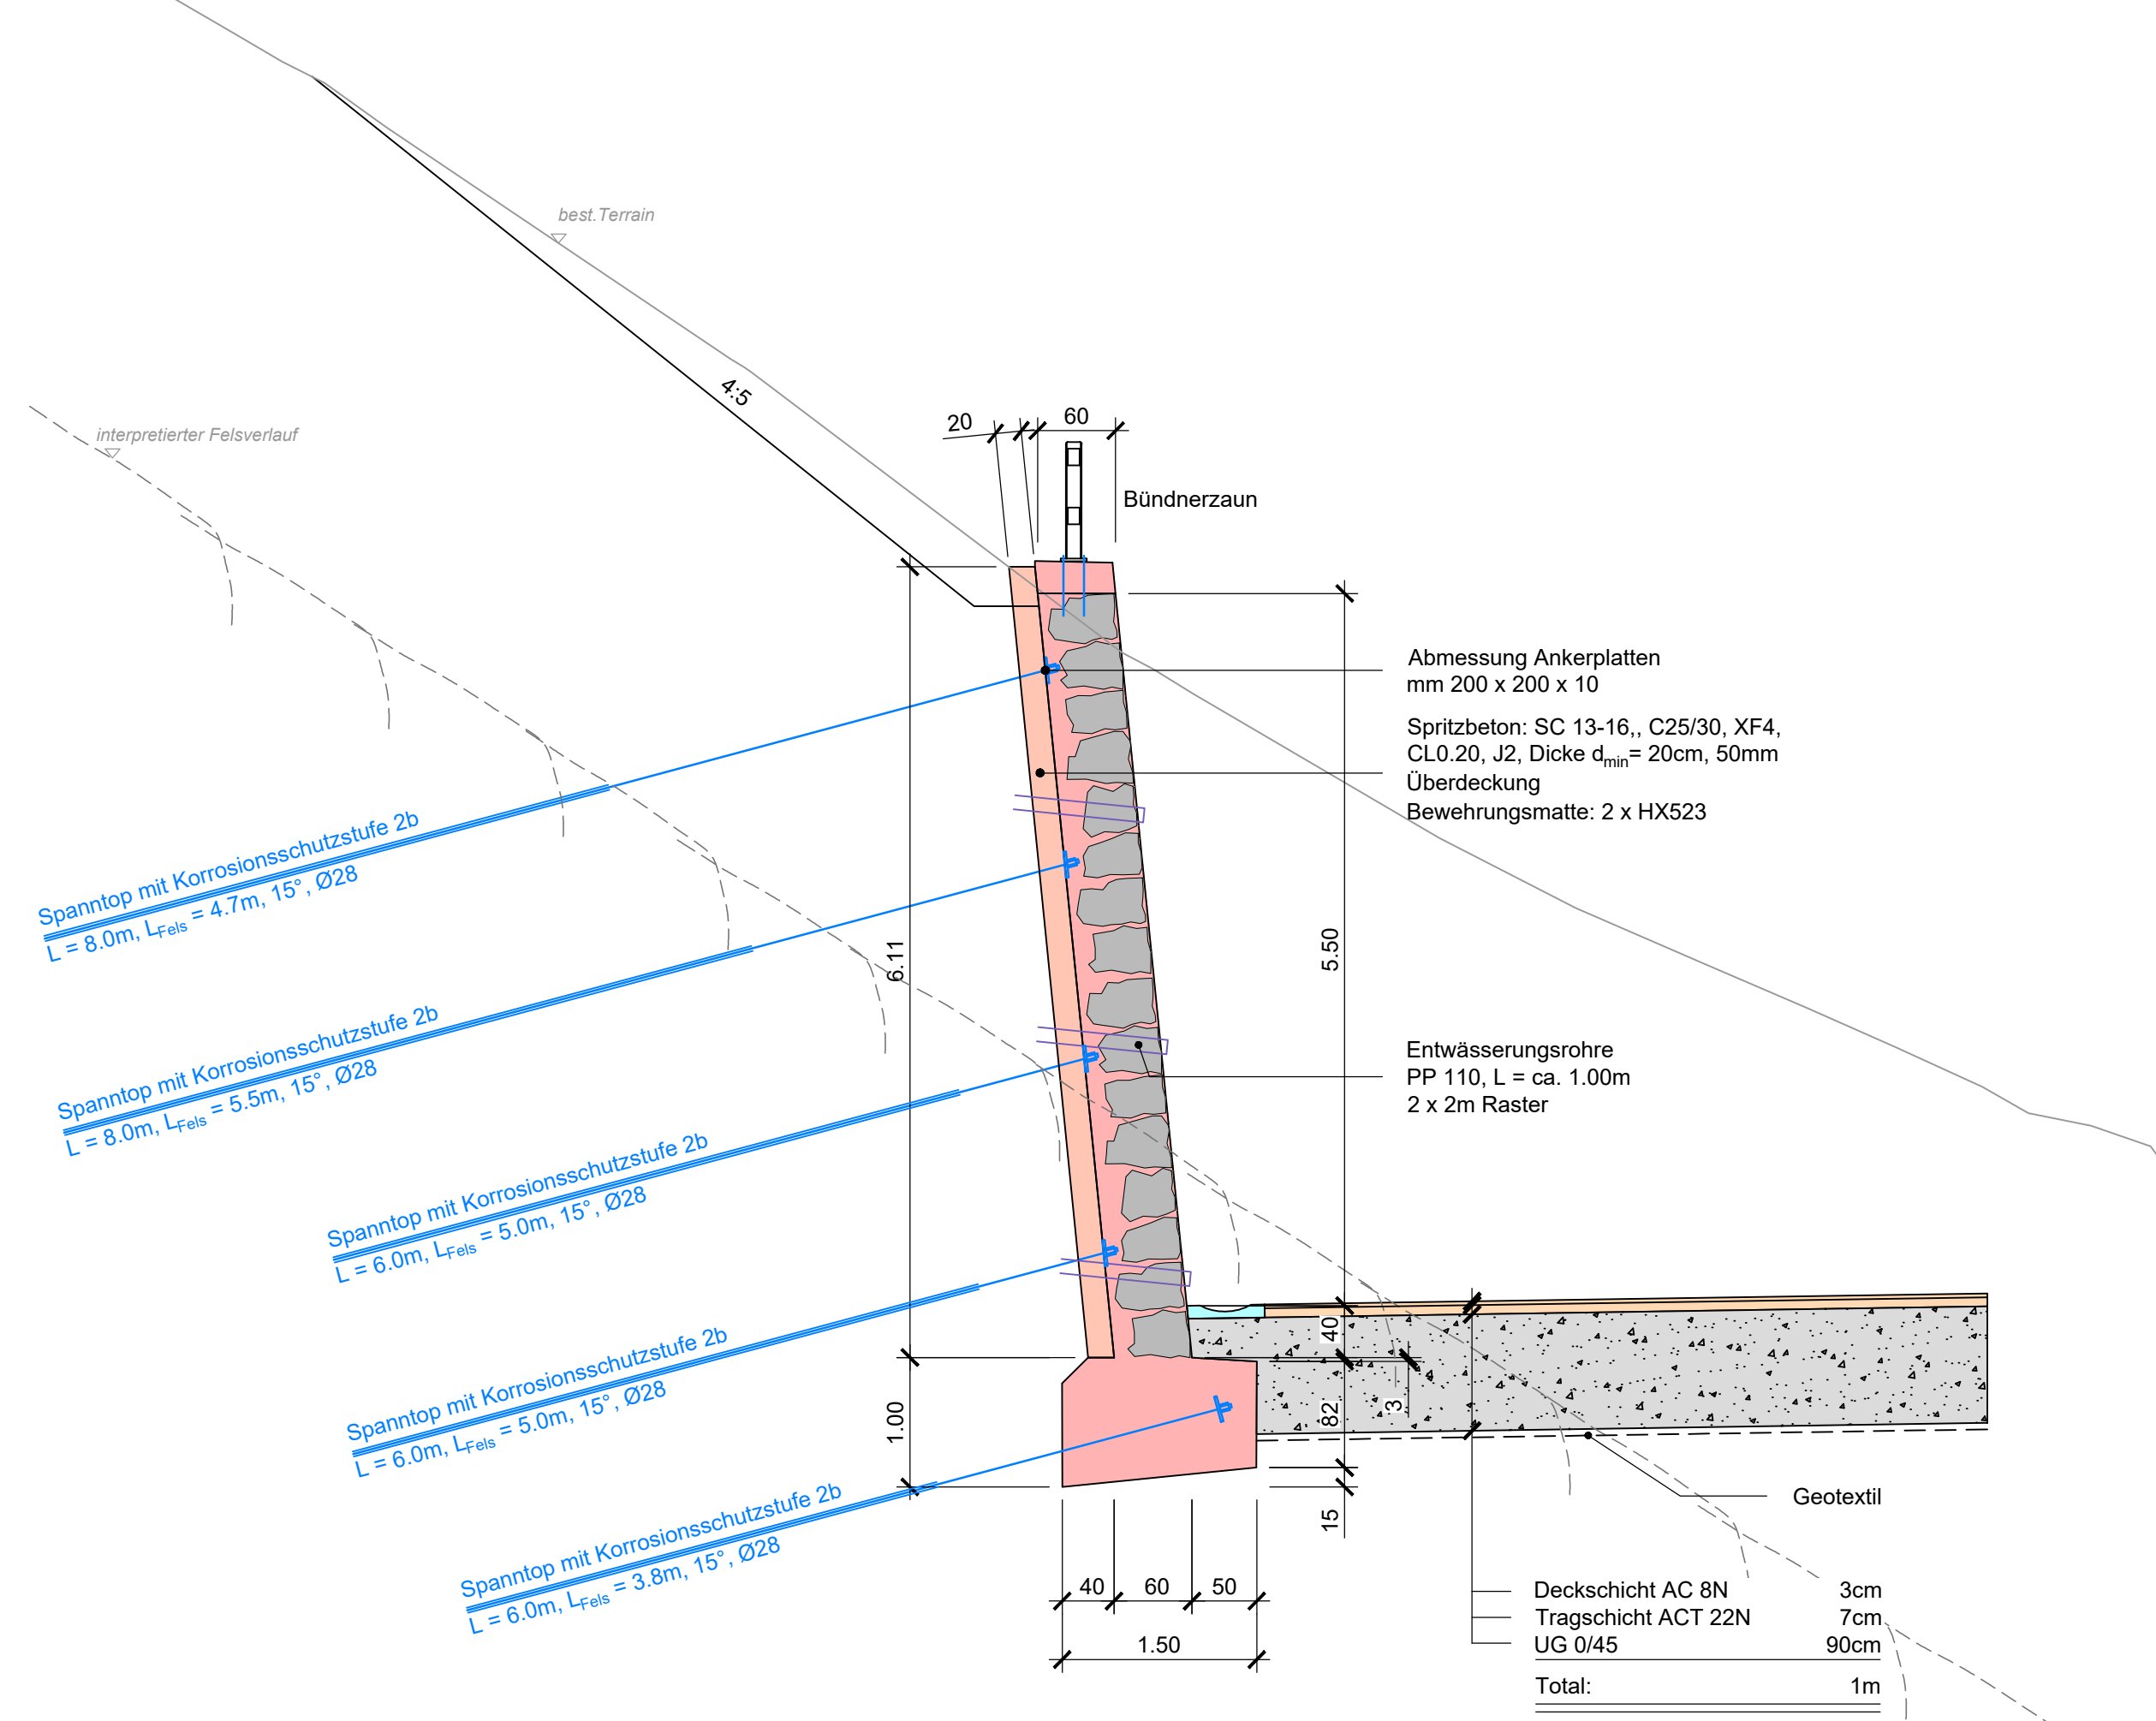 best.Terrain
4:5
interpretierter Felsverlauf
20
60
Bündnerzaun
Abmessung Ankerplatten
mm 200 x 200 x 10
Spritzbeton: SC 13-16,, C25/30, XF4,
CL0.20, J2, Dicke dmin= 20cm, 50mm
Überdeckung
Bewehrungsmatte: 2 x HX523
Spanntop mit Korrosionsschutzstufe 2b
L = 8.0m, LFels = 4.7m, 15°, Ø28
6.11
5.50
Spanntop mit Korrosionsschutzstufe 2b
L = 8.0m, LFels = 5.5m, 15°, Ø28
Entwässerungsrohre
PP 110, L = ca. 1.00m
2 x 2m Raster
Spanntop mit Korrosionsschutzstufe 2b
L = 6.0m, LFels = 5.0m, 15°, Ø28
Spanntop mit Korrosionsschutzstufe 2b
L = 6.0m, LFels = 5.0m, 15°, Ø28
40
1.00
82
3
15
Geotextil
Spanntop mit Korrosionsschutzstufe 2b
L = 6.0m, LFels = 3.8m, 15°, Ø28
40
60
50
1.50
Deckschicht AC 8N 3cm
Tragschicht ACT 22N 7cm
UG 0/45 90cm
Total: 1m